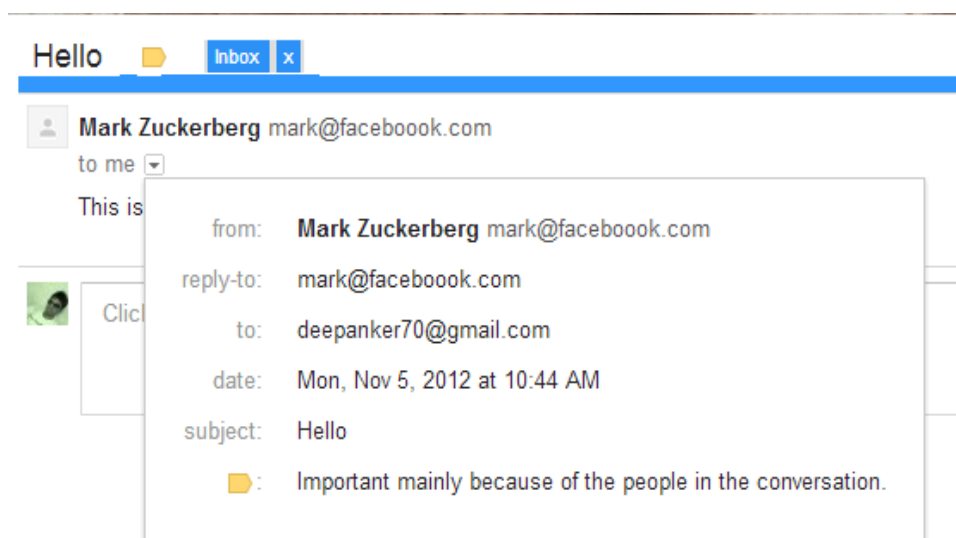 Hello Inbox x
Mark Zuckerberg mark@faceboook.com
to me
This is
from: Mark Zuckerberg mark@faceboook.com
reply-to: mark@faceboook.com
to: deepanker70@gmail.com
date: Mon, Nov 5, 2012 at 10:44 AM
subject: Hello
: Important mainly because of the people in the conversation.